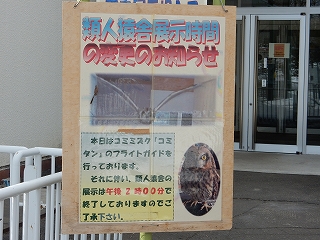 類人猿舎展示時間
の変更のお知らせ
本日はコミミズク「コミ
タン」のフライトガイドを
行っております。
それに伴い、類人猿舎の
展示は午後２時００分で
終了しておりますのでご
了承下さい。